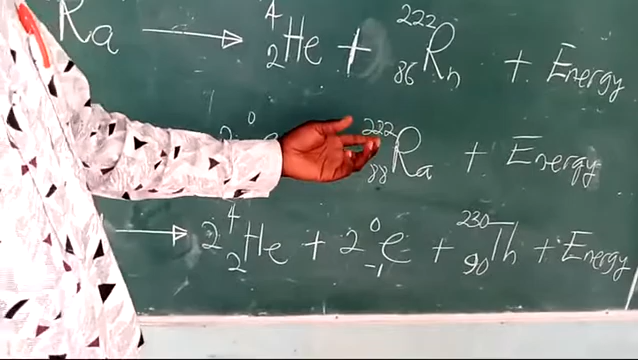 Ra → ⁴₂He + ²²²₈₆Rn + Energy
²²²₈₈Ra + Energy
→ 2⁴₂He + 2⁰₋₁e + ²³⁰₉₀Th + Energy